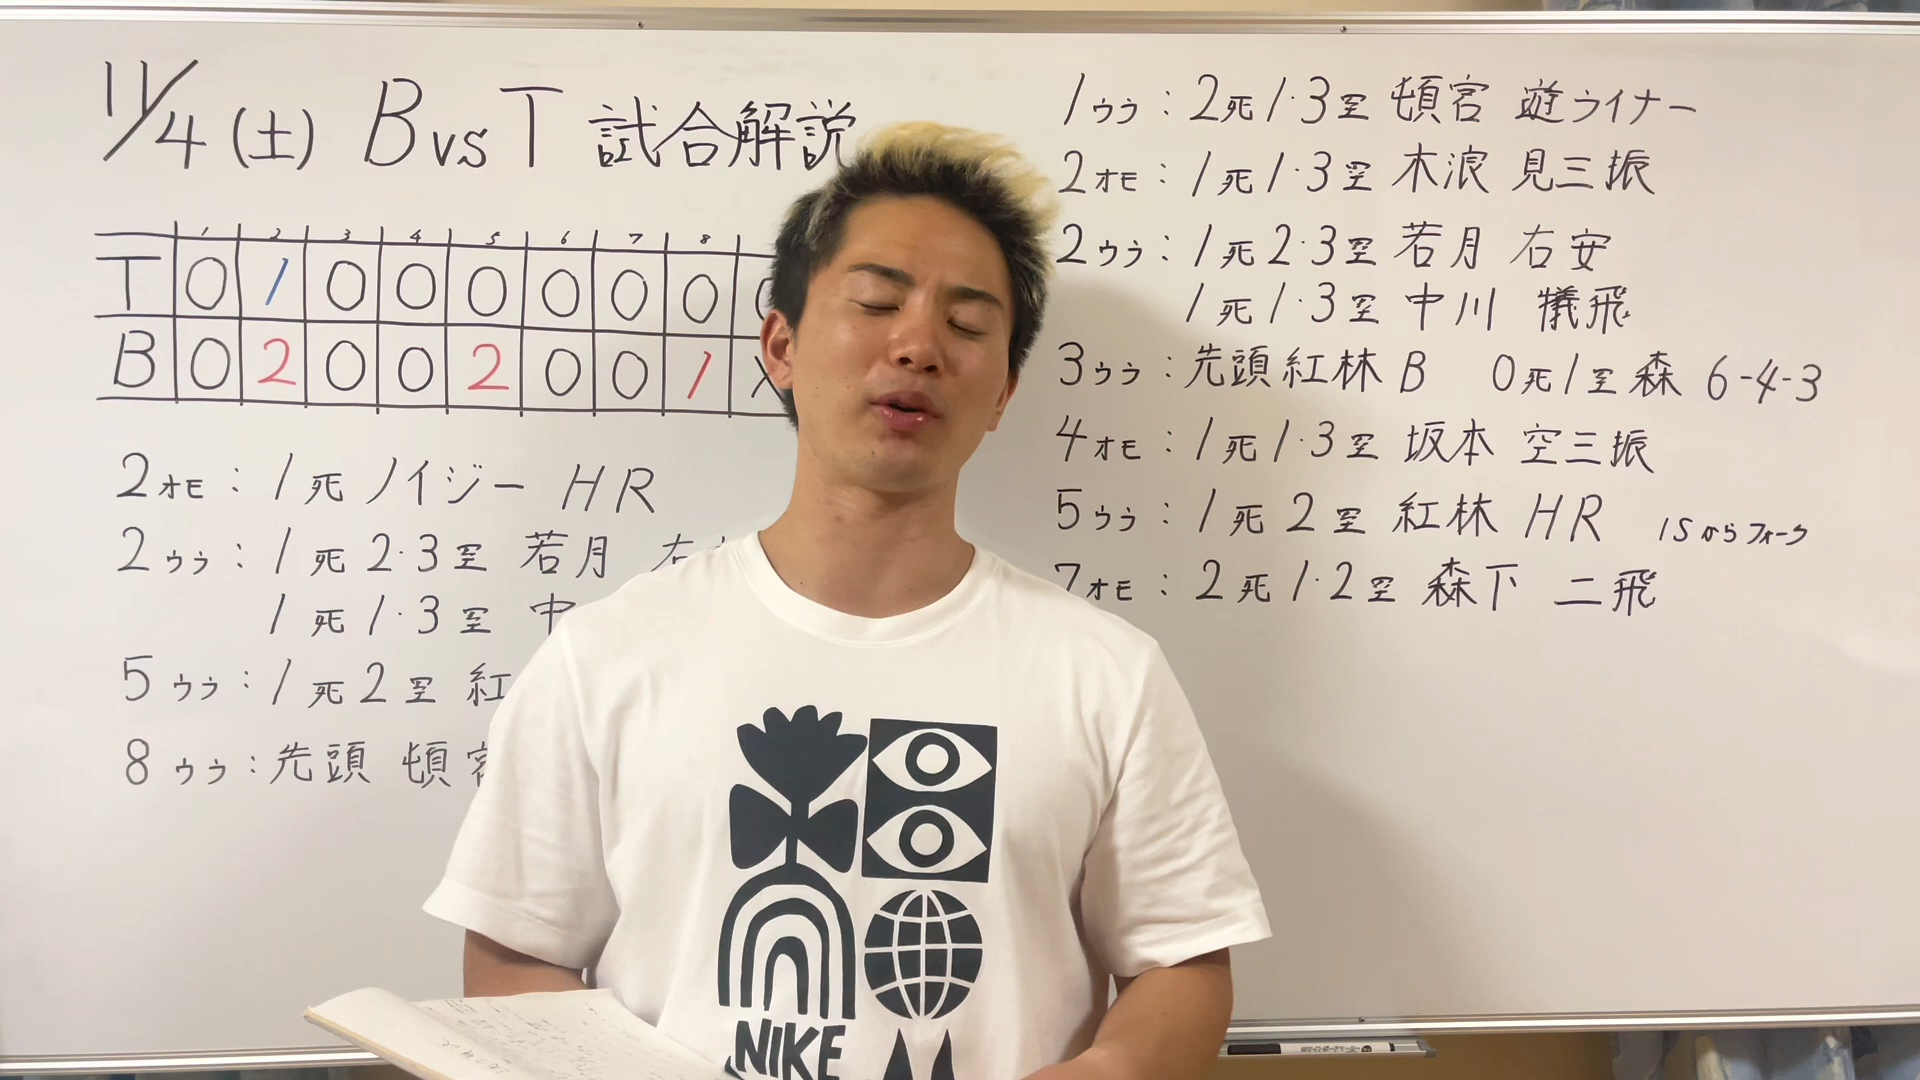 11/4(土) B vs T 試合解説
1 2 3 4 5 6 7 8
T 0 1 0 0 0 0 0 0
B 0 2 0 0 2 0 0 1
2オモ:1死 ノイジー HR
2ウラ:1死 2·3塁 若月 右
1死 1·3塁 中
5ウラ:1死 2塁 紅
8ウラ:先頭 頓宮
1ウラ:2死 1·3塁 頓宮 遊ライナー
2オモ:1死 1·3塁 木浪 見三振
2ウラ:1死 2·3塁 若月 右安
1死 1·3塁 中川 犠飛
3ウラ:先頭 紅林 B 0死1塁 森 6-4-3
4オモ:1死 1·3塁 坂本 空三振
5ウラ:1死 2塁 紅林 HR 1Sからフォーク
7オモ:2死 1·2塁 森下 二飛
NIKE